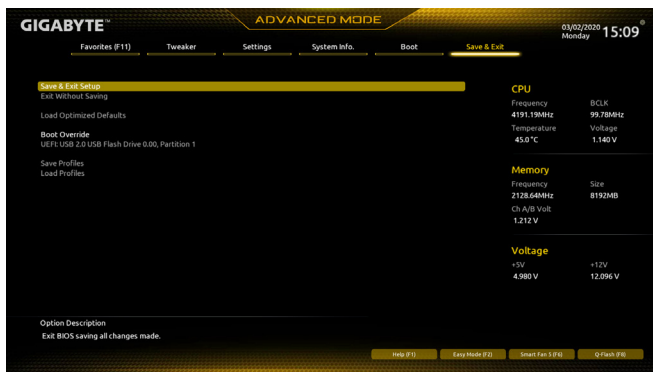 GIGABYTE™
ADVANCED MODE
03/02/2020
Monday
15:09
Favorites (F11) Tweaker Settings System Info. Boot Save & Exit
Save & Exit Setup
Exit Without Saving
Load Optimized Defaults
Boot Override
UEFI: USB 2.0 USB Flash Drive 0.00, Partition 1
Save Profiles
Load Profiles
CPU
Frequency BCLK
4191.19MHz 99.78MHz
Temperature Voltage
45.0 °C 1.140 V
Memory
Frequency Size
2128.64MHz 8192MB
Ch A/B Volt
1.212 V
Voltage
+5V +12V
4.980 V 12.096 V
Option Description
Exit BIOS saving all changes made.
Help (F1) Easy Mode (F2) Smart Fan 5 (F6) Q-Flash (F8)